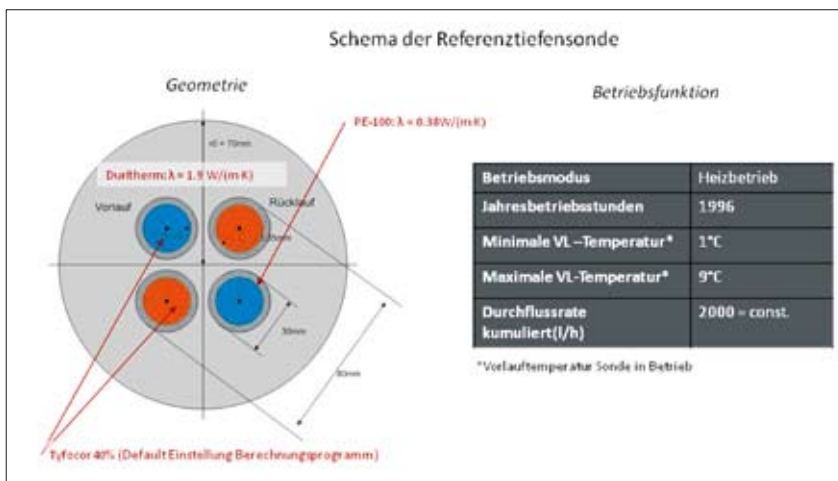 Schema der Referenztiefensonde
Geometrie
Betriebsfunktion
PE-100: λ = 0.38W/(m·K)
r0 = 70mm
Duritherm: λ = 1.9 W/(m·K)
Vorlauf
Rücklauf
30mm
80mm
Tyfocor 40% (Default Einstellung Berechnungsprogramm)
Betriebsmodus Heizbetrieb
Jahresbetriebsstunden 1996
Minimale VL –Temperatur* 1°C
Maximale VL-Temperatur* 9°C
Durchflussrate 2000 = const.
kumuliert(l/h)
*Vorlauftemperatur Sonde in Betrieb